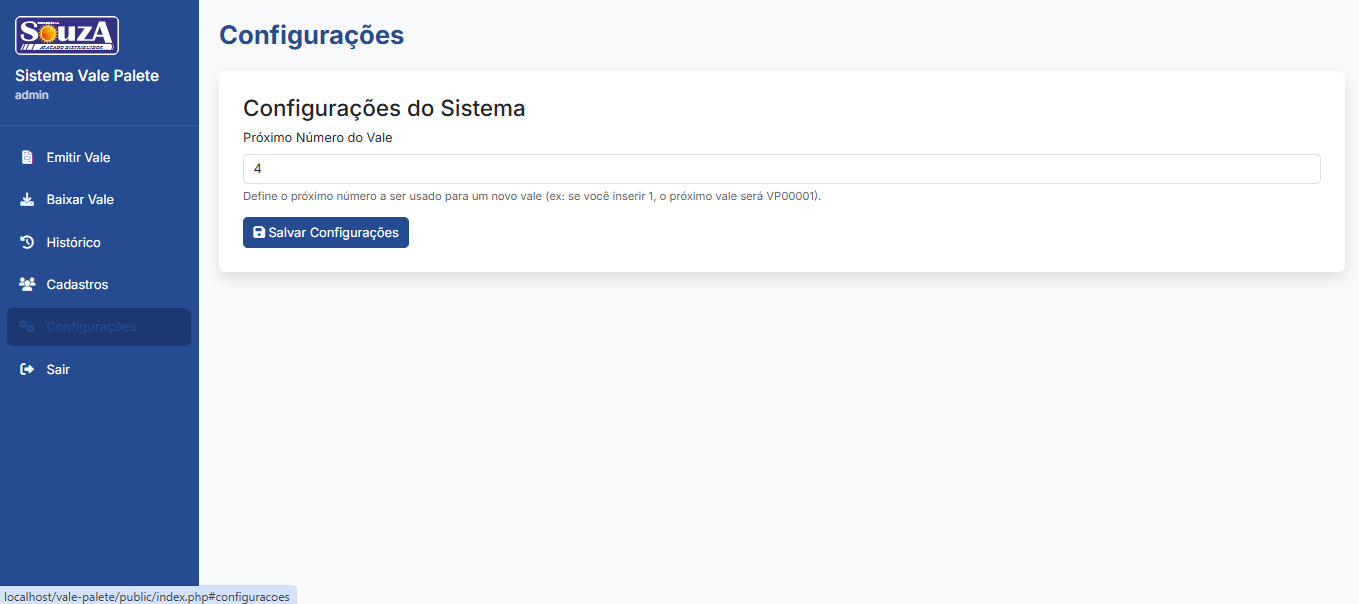 SouzA
ATACADO DISTRIBUIDOR
Sistema Vale Palete
admin
Emitir Vale
Baixar Vale
Histórico
Cadastros
Configurações
Sair
Configurações
Configurações do Sistema
Próximo Número do Vale
4
Define o próximo número a ser usado para um novo vale (ex: se você inserir 1, o próximo vale será VP00001).
Salvar Configurações
localhost/vale-palete/public/index.php#configuracoes